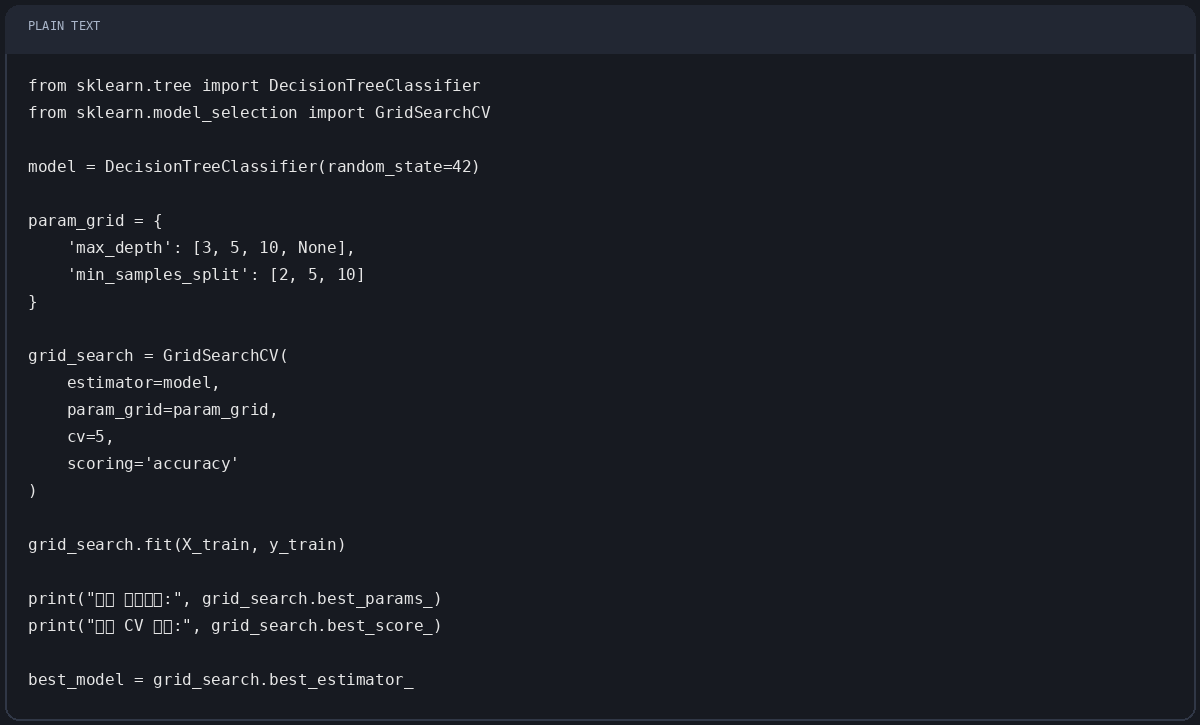 PLAIN TEXT
from sklearn.tree import DecisionTreeClassifier
from sklearn.model_selection import GridSearchCV
model = DecisionTreeClassifier(random_state=42)
param_grid = {
    'max_depth': [3, 5, 10, None],
    'min_samples_split': [2, 5, 10]
}
grid_search = GridSearchCV(
    estimator=model,
    param_grid=param_grid,
    cv=5,
    scoring='accuracy'
)
grid_search.fit(X_train, y_train)
print(" :", grid_search.best_params_)
print(" CV :", grid_search.best_score_)
best_model = grid_search.best_estimator_